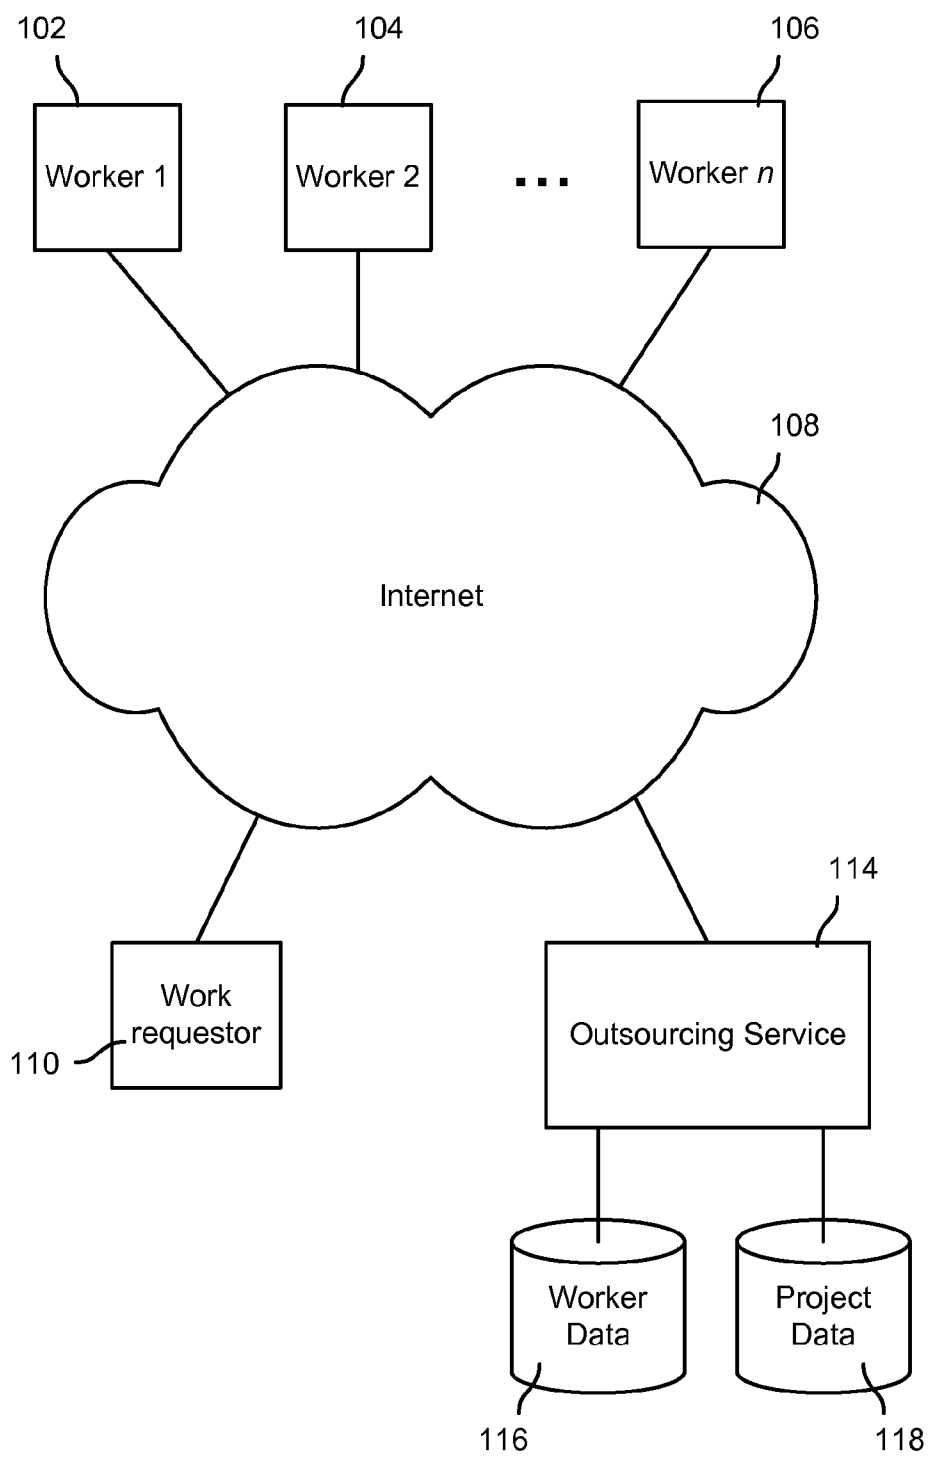 102
104
106
Worker 1
Worker 2
...
Worker n
108
Internet
114
Work
requestor
110
Outsourcing Service
Worker
Data
Project
Data
116
118